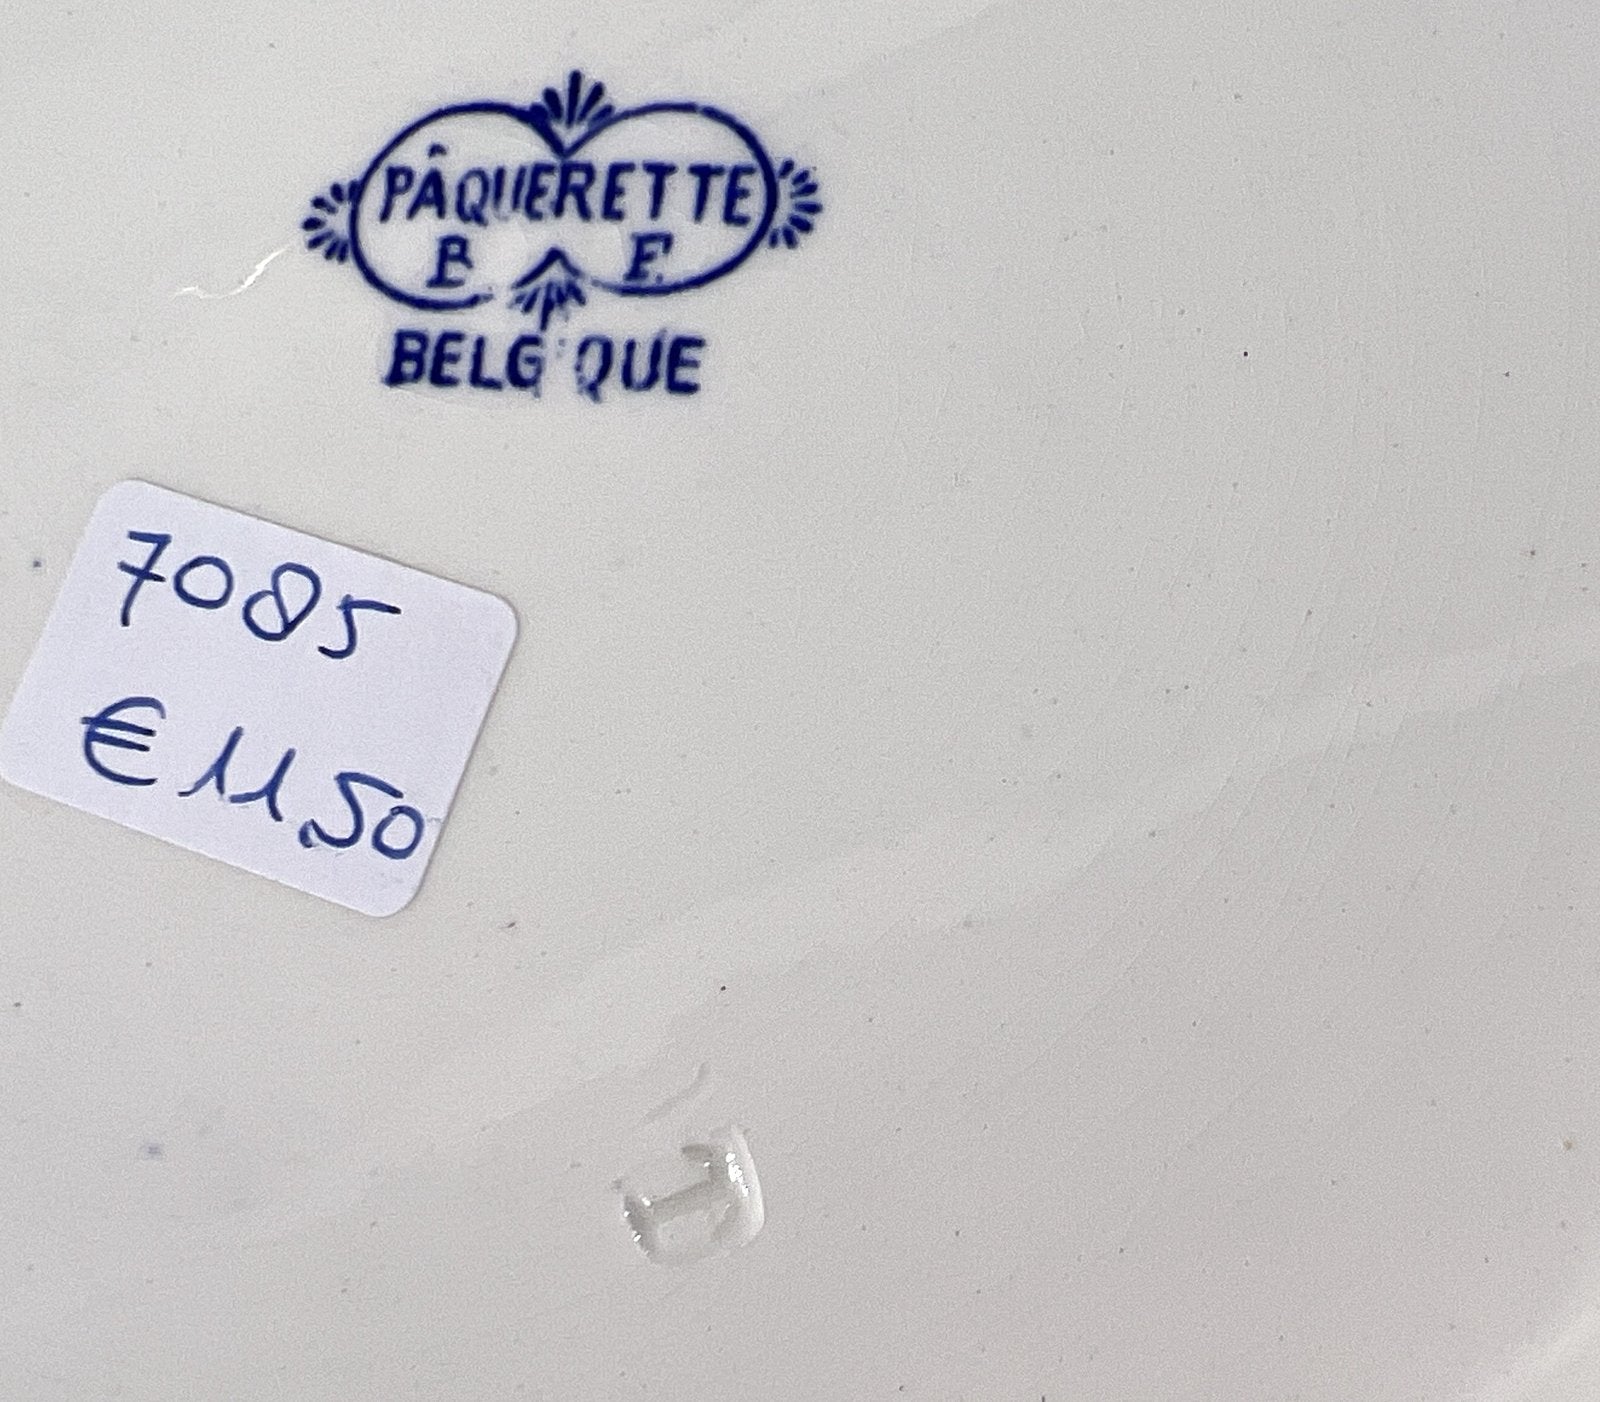 PÂQUERETTE
B F
BELGIQUE
7085
€ 11,50